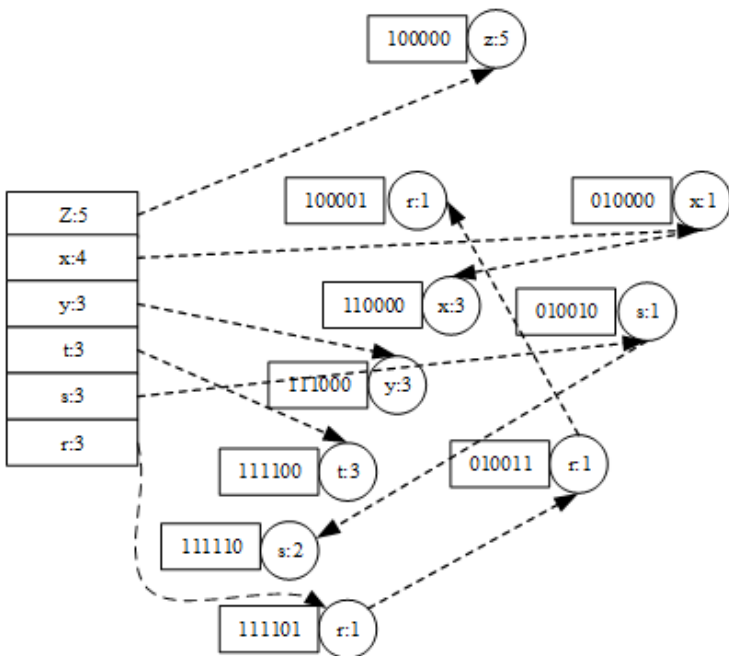 100000 z:5
Z:5
100001 r:1
010000 x:1
x:4
y:3
110000 x:3
010010 s:1
t:3
111000 y:3
s:3
r:3
111100 t:3
010011 r:1
111110 s:2
111101 r:1